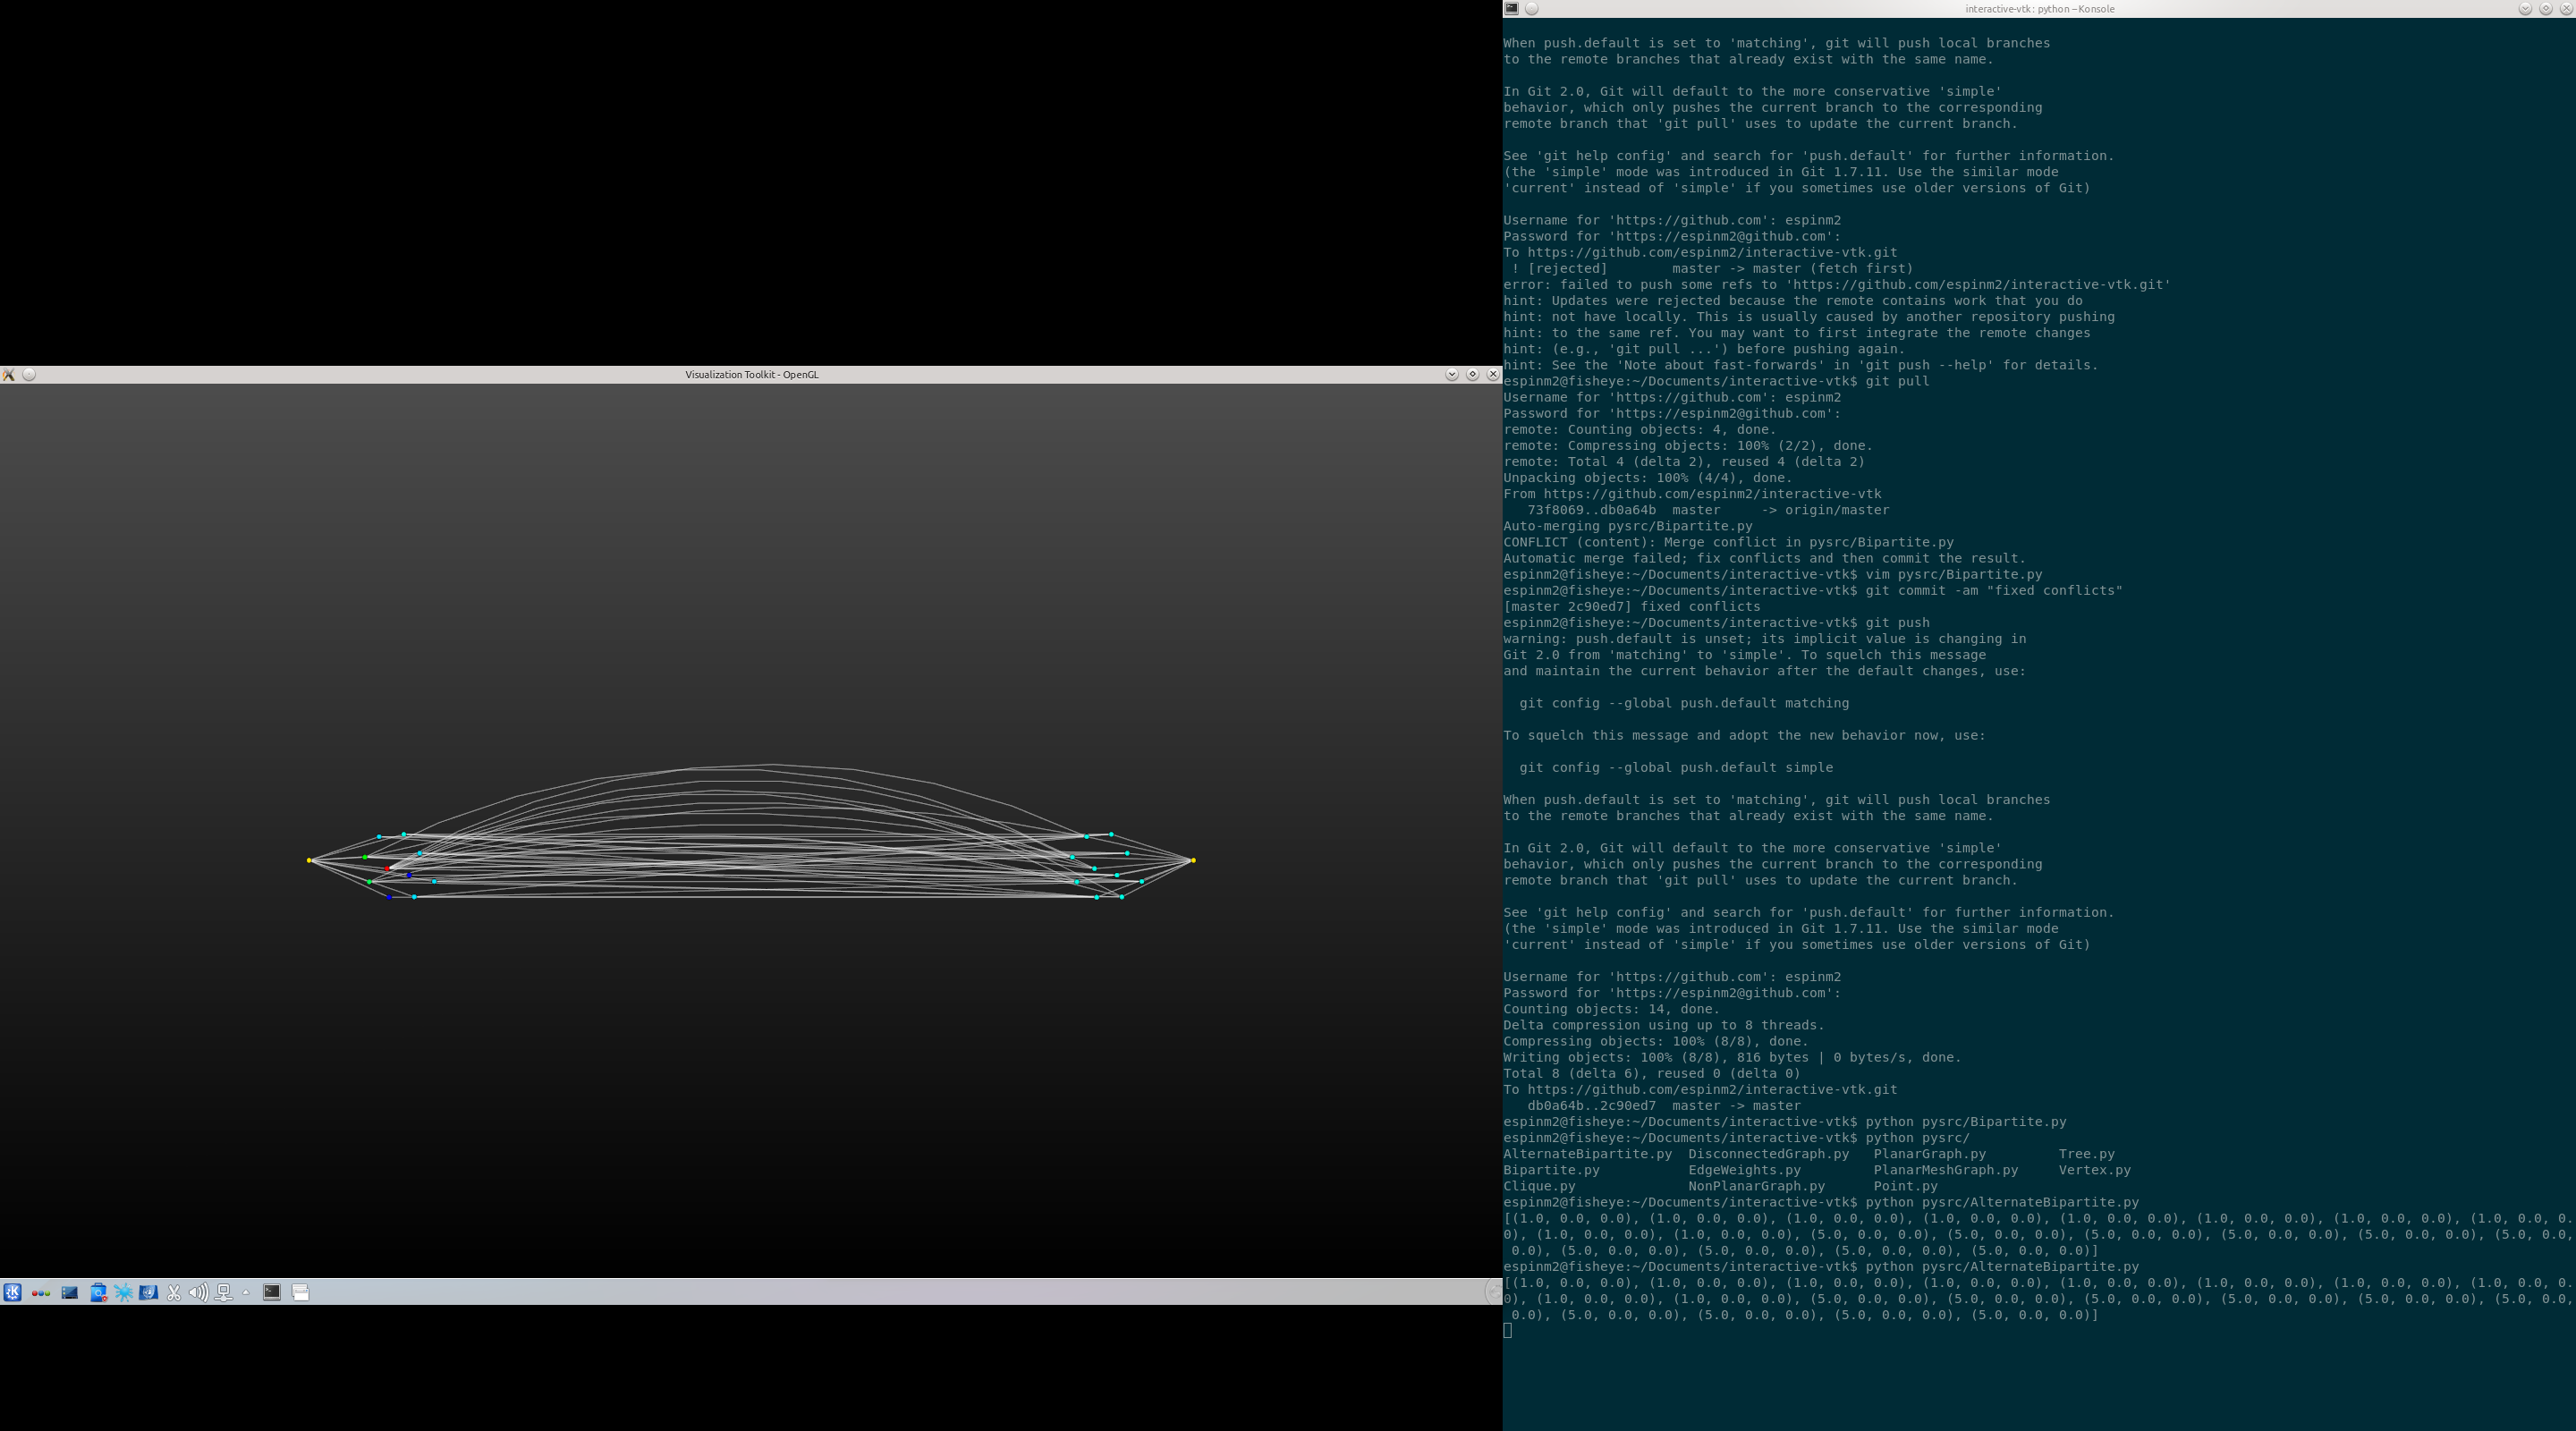 Visualization Toolkit - OpenGL
interactive-vtk : python – Konsole
When push.default is set to 'matching', git will push local branches
to the remote branches that already exist with the same name.
In Git 2.0, Git will default to the more conservative 'simple'
behavior, which only pushes the current branch to the corresponding
remote branch that 'git pull' uses to update the current branch.
See 'git help config' and search for 'push.default' for further information.
(the 'simple' mode was introduced in Git 1.7.11. Use the similar mode
'current' instead of 'simple' if you sometimes use older versions of Git)
Username for 'https://github.com': espinm2
Password for 'https://espinm2@github.com':
To https://github.com/espinm2/interactive-vtk.git
 ! [rejected]        master -> master (fetch first)
error: failed to push some refs to 'https://github.com/espinm2/interactive-vtk.git'
hint: Updates were rejected because the remote contains work that you do
hint: not have locally. This is usually caused by another repository pushing
hint: to the same ref. You may want to first integrate the remote changes
hint: (e.g., 'git pull ...') before pushing again.
hint: See the 'Note about fast-forwards' in 'git push --help' for details.
espinm2@fisheye:~/Documents/interactive-vtk$ git pull
Username for 'https://github.com': espinm2
Password for 'https://espinm2@github.com':
remote: Counting objects: 4, done.
remote: Compressing objects: 100% (2/2), done.
remote: Total 4 (delta 2), reused 4 (delta 2)
Unpacking objects: 100% (4/4), done.
From https://github.com/espinm2/interactive-vtk
   73f8069..db0a64b  master     -> origin/master
Auto-merging pysrc/Bipartite.py
CONFLICT (content): Merge conflict in pysrc/Bipartite.py
Automatic merge failed; fix conflicts and then commit the result.
espinm2@fisheye:~/Documents/interactive-vtk$ vim pysrc/Bipartite.py
espinm2@fisheye:~/Documents/interactive-vtk$ git commit -am "fixed conflicts"
[master 2c90ed7] fixed conflicts
espinm2@fisheye:~/Documents/interactive-vtk$ git push
warning: push.default is unset; its implicit value is changing in
Git 2.0 from 'matching' to 'simple'. To squelch this message
and maintain the current behavior after the default changes, use:
  git config --global push.default matching
To squelch this message and adopt the new behavior now, use:
  git config --global push.default simple
When push.default is set to 'matching', git will push local branches
to the remote branches that already exist with the same name.
In Git 2.0, Git will default to the more conservative 'simple'
behavior, which only pushes the current branch to the corresponding
remote branch that 'git pull' uses to update the current branch.
See 'git help config' and search for 'push.default' for further information.
(the 'simple' mode was introduced in Git 1.7.11. Use the similar mode
'current' instead of 'simple' if you sometimes use older versions of Git)
Username for 'https://github.com': espinm2
Password for 'https://espinm2@github.com':
Counting objects: 14, done.
Delta compression using up to 8 threads.
Compressing objects: 100% (8/8), done.
Writing objects: 100% (8/8), 816 bytes | 0 bytes/s, done.
Total 8 (delta 6), reused 0 (delta 0)
To https://github.com/espinm2/interactive-vtk.git
   db0a64b..2c90ed7  master -> master
espinm2@fisheye:~/Documents/interactive-vtk$ python pysrc/Bipartite.py
espinm2@fisheye:~/Documents/interactive-vtk$ python pysrc/
AlternateBipartite.py  DisconnectedGraph.py   PlanarGraph.py         Tree.py
Bipartite.py           EdgeWeights.py         PlanarMeshGraph.py     Vertex.py
Clique.py              NonPlanarGraph.py      Point.py
espinm2@fisheye:~/Documents/interactive-vtk$ python pysrc/AlternateBipartite.py
[(1.0, 0.0, 0.0), (1.0, 0.0, 0.0), (1.0, 0.0, 0.0), (1.0, 0.0, 0.0), (1.0, 0.0, 0.0), (1.0, 0.0, 0.0), (1.0, 0.0, 0.0), (1.0, 0.0, 0.
0), (1.0, 0.0, 0.0), (1.0, 0.0, 0.0), (5.0, 0.0, 0.0), (5.0, 0.0, 0.0), (5.0, 0.0, 0.0), (5.0, 0.0, 0.0), (5.0, 0.0, 0.0), (5.0, 0.0,
 0.0), (5.0, 0.0, 0.0), (5.0, 0.0, 0.0), (5.0, 0.0, 0.0), (5.0, 0.0, 0.0)]
espinm2@fisheye:~/Documents/interactive-vtk$ python pysrc/AlternateBipartite.py
[(1.0, 0.0, 0.0), (1.0, 0.0, 0.0), (1.0, 0.0, 0.0), (1.0, 0.0, 0.0), (1.0, 0.0, 0.0), (1.0, 0.0, 0.0), (1.0, 0.0, 0.0), (1.0, 0.0, 0.
0), (1.0, 0.0, 0.0), (1.0, 0.0, 0.0), (5.0, 0.0, 0.0), (5.0, 0.0, 0.0), (5.0, 0.0, 0.0), (5.0, 0.0, 0.0), (5.0, 0.0, 0.0), (5.0, 0.0,
 0.0), (5.0, 0.0, 0.0), (5.0, 0.0, 0.0), (5.0, 0.0, 0.0), (5.0, 0.0, 0.0)]